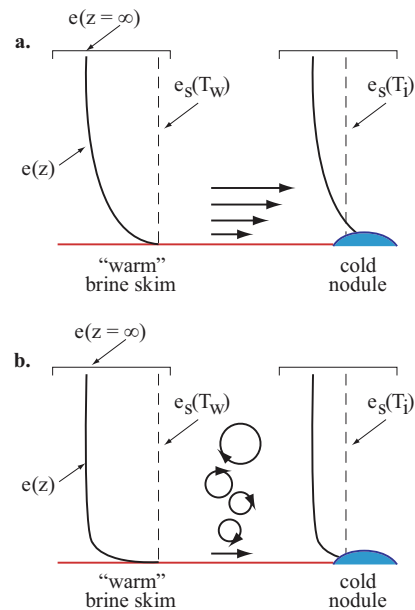 e(z = ∞)
a.
e_s(T_w)
e_s(T_i)
e(z)
“warm”
brine skim
cold
nodule
e(z = ∞)
b.
e_s(T_w)
e_s(T_i)
e(z)
“warm”
brine skim
cold
nodule